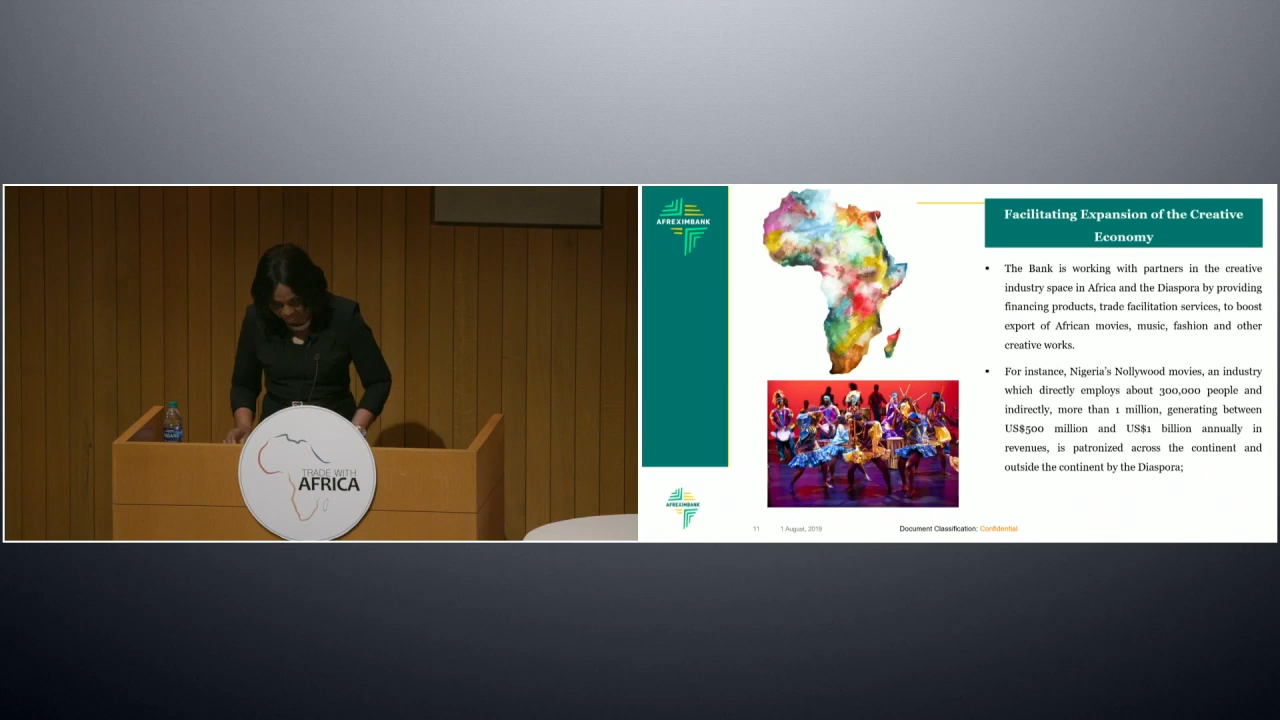 TRADE WITH
AFRICA
AFREXIMBANK
Facilitating Expansion of the Creative
Economy
▪ The Bank is working with partners in the creative
industry space in Africa and the Diaspora by providing
financing products, trade facilitation services, to boost
export of African movies, music, fashion and other
creative works.
▪ For instance, Nigeria's Nollywood movies, an industry
which directly employs about 300,000 people and
indirectly, more than 1 million, generating between
US$500 million and US$1 billion annually in
revenues, is patronized across the continent and
outside the continent by the Diaspora;
AFREXIMBANK
11 1 August, 2019 Document Classification: Confidential